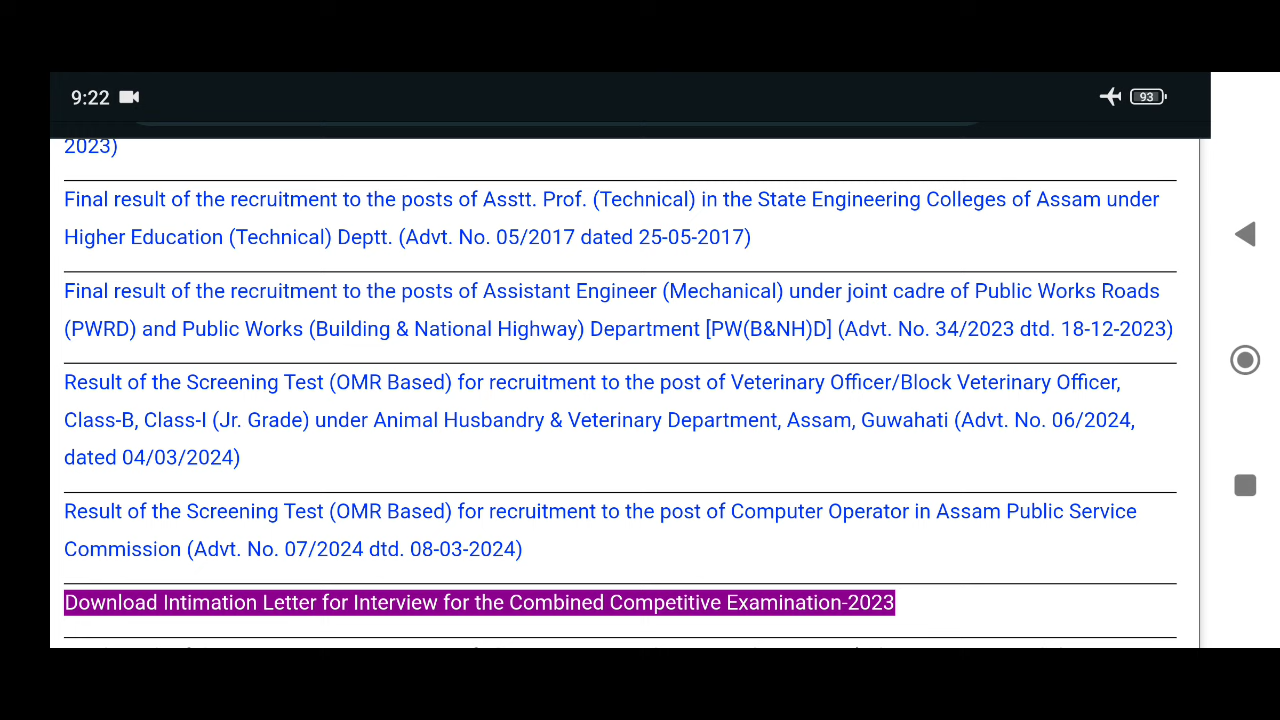 9:22
93
2023)
Final result of the recruitment to the posts of Asstt. Prof. (Technical) in the State Engineering Colleges of Assam under
Higher Education (Technical) Deptt. (Advt. No. 05/2017 dated 25-05-2017)
Final result of the recruitment to the posts of Assistant Engineer (Mechanical) under joint cadre of Public Works Roads
(PWRD) and Public Works (Building & National Highway) Department [PW(B&NH)D] (Advt. No. 34/2023 dtd. 18-12-2023)
Result of the Screening Test (OMR Based) for recruitment to the post of Veterinary Officer/Block Veterinary Officer,
Class-B, Class-I (Jr. Grade) under Animal Husbandry & Veterinary Department, Assam, Guwahati (Advt. No. 06/2024,
dated 04/03/2024)
Result of the Screening Test (OMR Based) for recruitment to the post of Computer Operator in Assam Public Service
Commission (Advt. No. 07/2024 dtd. 08-03-2024)
Download Intimation Letter for Interview for the Combined Competitive Examination-2023